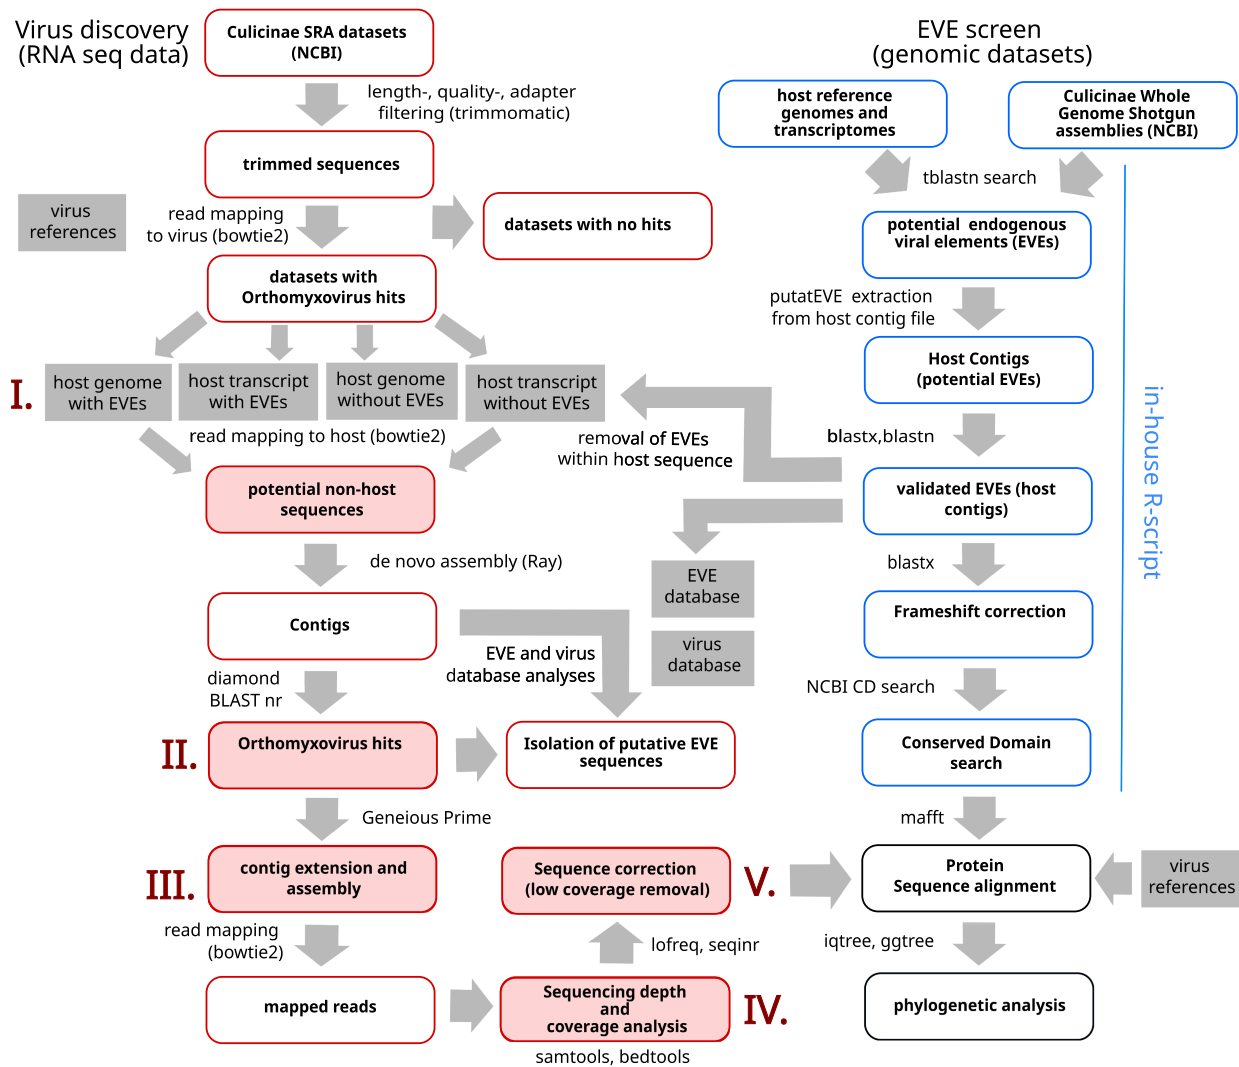 Virus discovery
(RNA seq data)
Culicinae SRA datasets
(NCBI)
length-, quality-, adapter
filtering (trimmomatic)
trimmed sequences
virus
references
read mapping
to virus (bowtie2)
datasets with no hits
datasets with
Orthomyxovirus hits
I.
host genome
with EVEs
host transcript
with EVEs
host genome
without EVEs
host transcript
without EVEs
read mapping to host (bowtie2)
removal of EVEs
within host sequence
potential non-host
sequences
de novo assembly (Ray)
Contigs
EVE and virus
database analyses
diamond
BLAST nr
II.
Orthomyxovirus hits
Isolation of putative EVE
sequences
Geneious Prime
III.
contig extension and
assembly
read mapping
(bowtie2)
mapped reads
Sequencing depth
and
coverage analysis
IV.
samtools, bedtools
lofreq, seqinr
Sequence correction
(low coverage removal)
V.
EVE screen
(genomic datasets)
host reference
genomes and
transcriptomes
Culicinae Whole
Genome Shotgun
assemblies (NCBI)
tblastn search
potential  endogenous
viral elements (EVEs)
putatEVE  extraction
from host contig file
Host Contigs
(potential EVEs)
blastx,blastn
validated EVEs (host
contigs)
EVE
database
virus
database
blastx
Frameshift correction
NCBI CD search
Conserved Domain
search
in-house R-script
mafft
Protein
Sequence alignment
virus
references
iqtree, ggtree
phylogenetic analysis